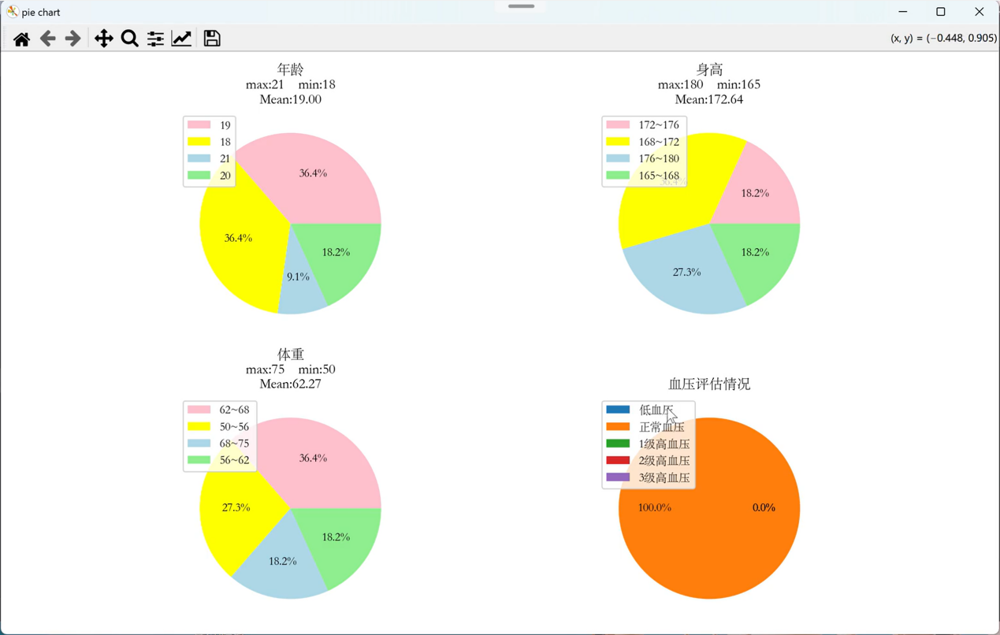 pie chart
(x, y) = (−0.448, 0.905)
年龄
max:21    min:18
Mean:19.00
19
18
21
20
36.4%
36.4%
9.1%
18.2%
身高
max:180    min:165
Mean:172.64
172~176
168~172
176~180
165~168
36.4%
18.2%
27.3%
18.2%
体重
max:75    min:50
Mean:62.27
62~68
50~56
68~75
56~62
36.4%
27.3%
18.2%
18.2%
血压评估情况
低血压
正常血压
1级高血压
2级高血压
3级高血压
100.0%
0.0%